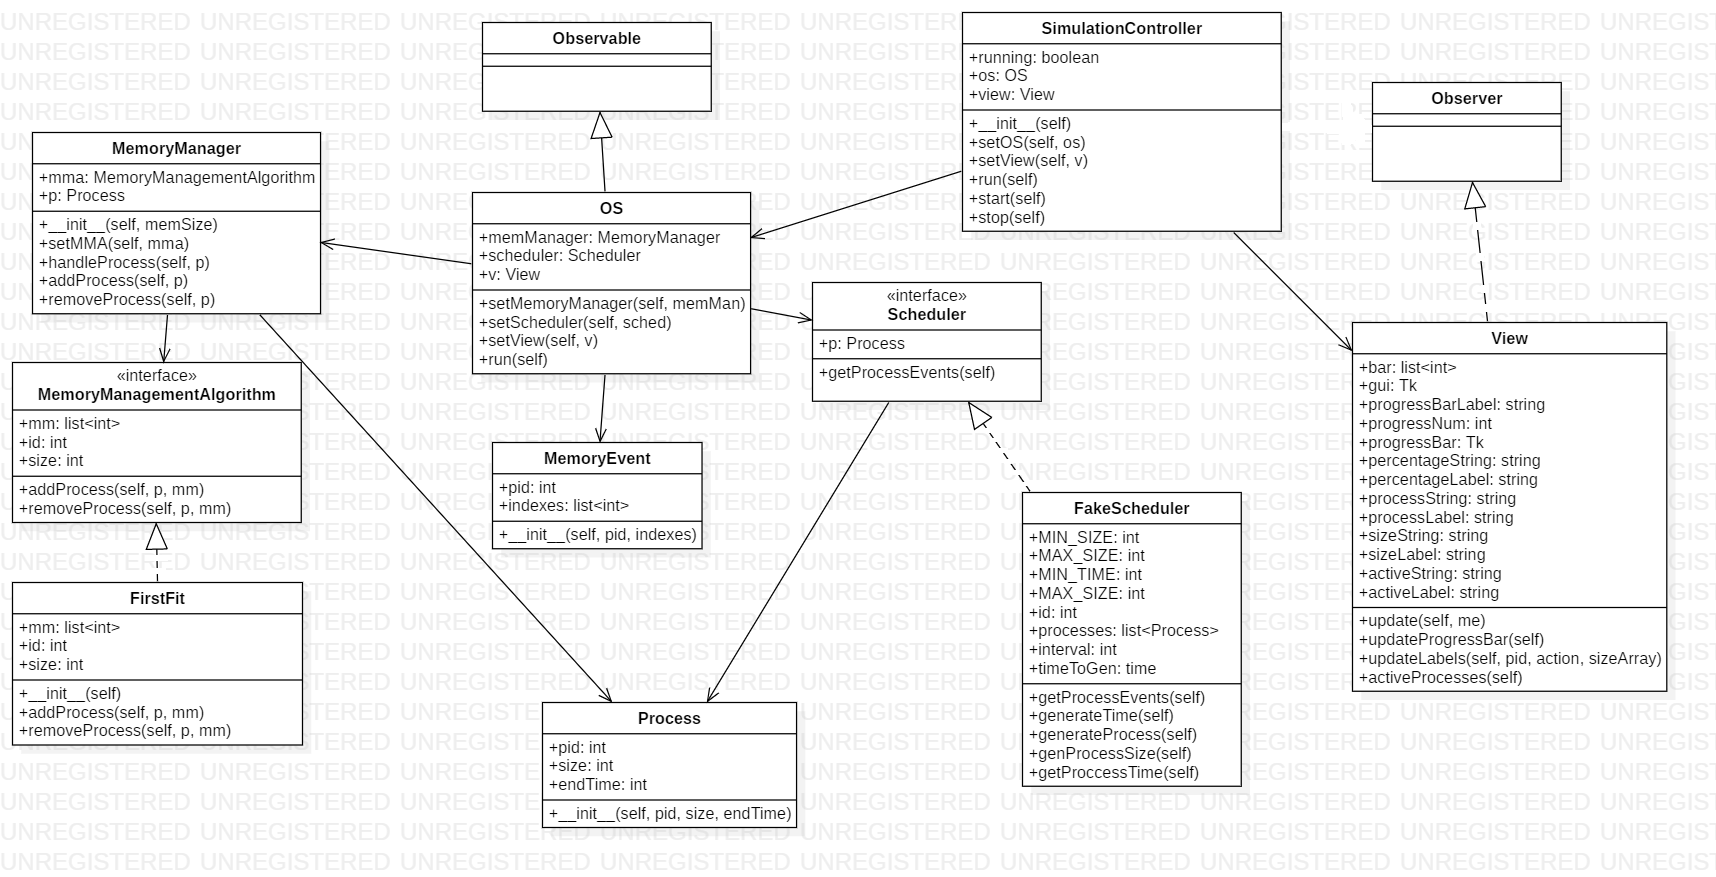 Observable
SimulationController
+running: boolean
+os: OS
+view: View
+__init__(self)
+setOS(self, os)
+setView(self, v)
+run(self)
+start(self)
+stop(self)
Observer
MemoryManager
+mma: MemoryManagementAlgorithm
+p: Process
+__init__(self, memSize)
+setMMA(self, mma)
+handleProcess(self, p)
+addProcess(self, p)
+removeProcess(self, p)
OS
+memManager: MemoryManager
+scheduler: Scheduler
+v: View
+setMemoryManager(self, memMan)
+setScheduler(self, sched)
+setView(self, v)
+run(self)
«interface»
Scheduler
+p: Process
+getProcessEvents(self)
View
+bar: list<int>
+gui: Tk
+progressBarLabel: string
+progressNum: int
+progressBar: Tk
+percentageString: string
+percentageLabel: string
+processString: string
+processLabel: string
+sizeString: string
+sizeLabel: string
+activeString: string
+activeLabel: string
+update(self, me)
+updateProgressBar(self)
+updateLabels(self, pid, action, sizeArray)
+activeProcesses(self)
«interface»
MemoryManagementAlgorithm
+mm: list<int>
+id: int
+size: int
+addProcess(self, p, mm)
+removeProcess(self, p, mm)
MemoryEvent
+pid: int
+indexes: list<int>
+__init__(self, pid, indexes)
FakeScheduler
+MIN_SIZE: int
+MAX_SIZE: int
+MIN_TIME: int
+MAX_SIZE: int
+id: int
+processes: list<Process>
+interval: int
+timeToGen: time
+getProcessEvents(self)
+generateTime(self)
+generateProcess(self)
+genProcessSize(self)
+getProccessTime(self)
FirstFit
+mm: list<int>
+id: int
+size: int
+__init__(self)
+addProcess(self, p, mm)
+removeProcess(self, p, mm)
Process
+pid: int
+size: int
+endTime: int
+__init__(self, pid, size, endTime)
UNREGISTERED